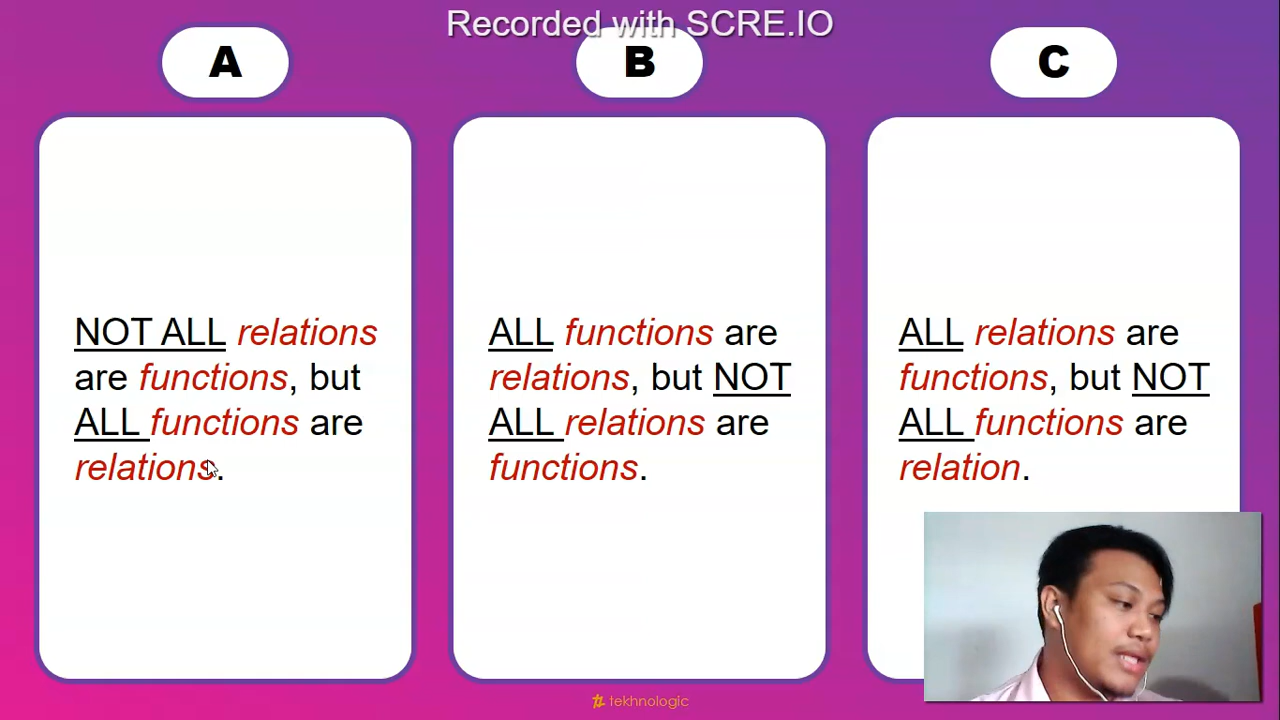 Recorded with SCRE.IO
A
B
C
NOT ALL relations
are functions, but
ALL functions are
relations.
ALL functions are
relations, but NOT
ALL relations are
functions.
ALL relations are
functions, but NOT
ALL functions are
relation.
tekhnologic